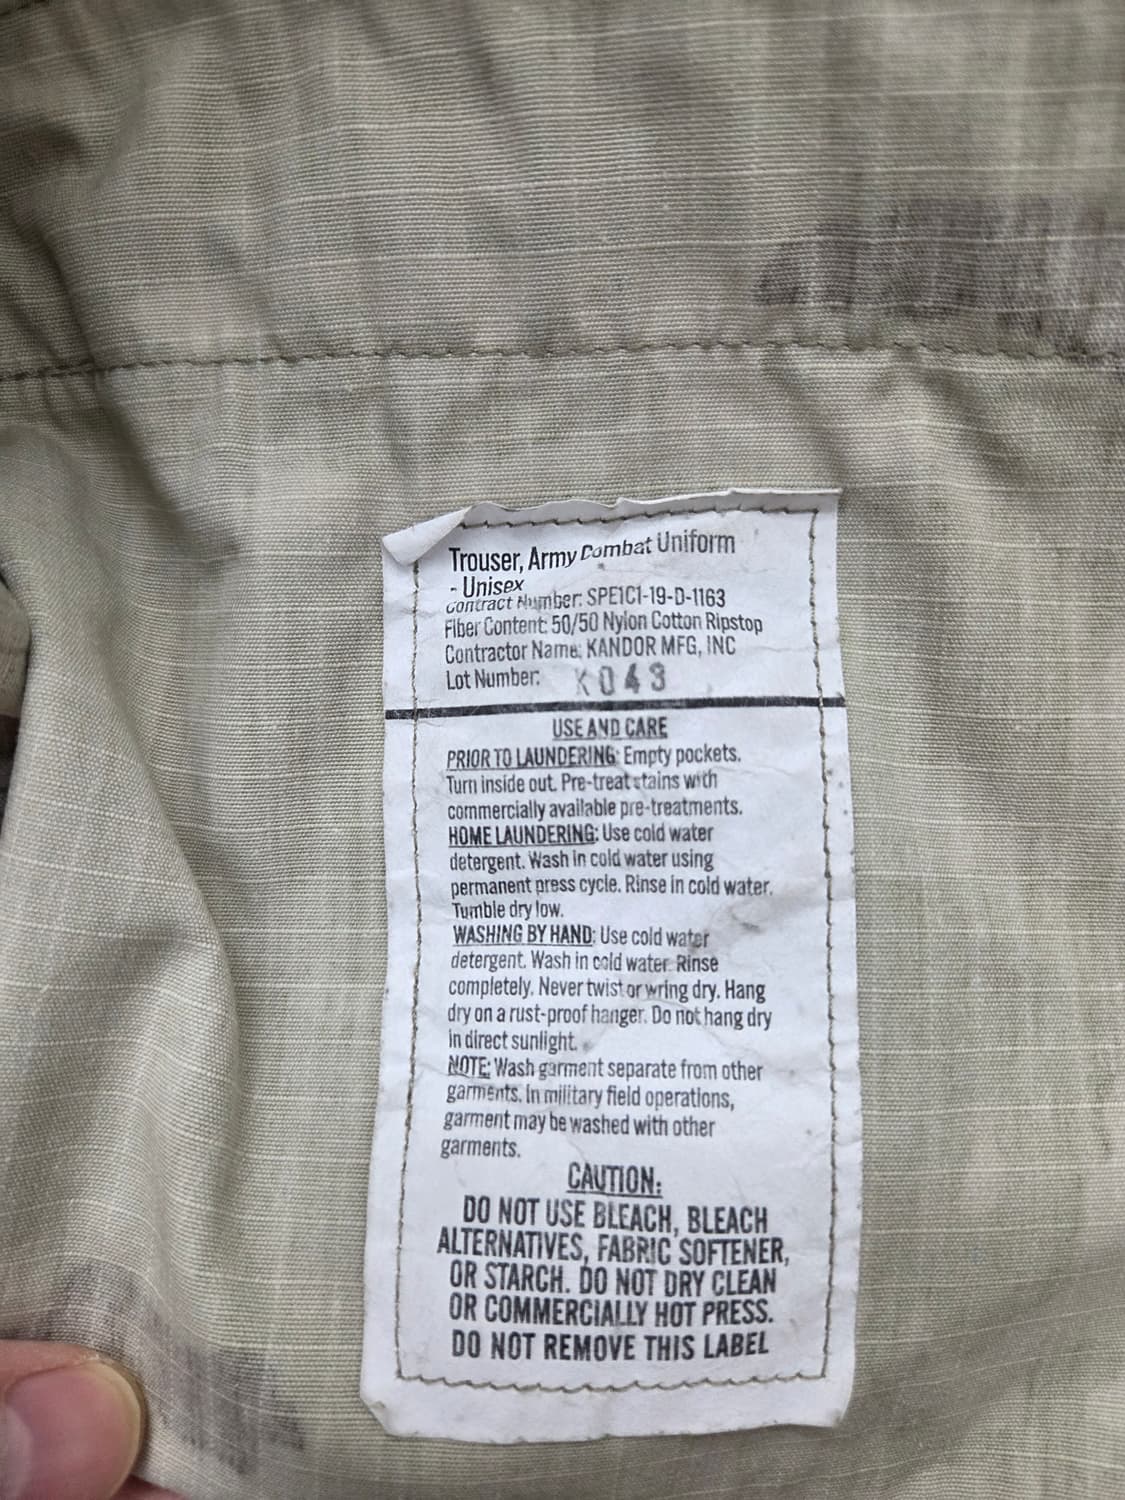 Trouser, Army Combat Uniform
- Unisex
Contract Number: SPE1C1-19-D-1163
Fiber Content: 50/50 Nylon Cotton Ripstop
Contractor Name: KANDOR MFG, INC
Lot Number: K043
USE AND CARE
PRIOR TO LAUNDERING: Empty pockets.
Turn inside out. Pre-treat stains with
commercially available pre-treatments.
HOME LAUNDERING: Use cold water
detergent. Wash in cold water using
permanent press cycle. Rinse in cold water.
Tumble dry low.
WASHING BY HAND: Use cold water
detergent. Wash in cold water. Rinse
completely. Never twist or wring dry. Hang
dry on a rust-proof hanger. Do not hang dry
in direct sunlight.
NOTE: Wash garment separate from other
garments. In military field operations,
garment may be washed with other
garments.
CAUTION:
DO NOT USE BLEACH, BLEACH
ALTERNATIVES, FABRIC SOFTENER,
OR STARCH. DO NOT DRY CLEAN
OR COMMERCIALLY HOT PRESS.
DO NOT REMOVE THIS LABEL